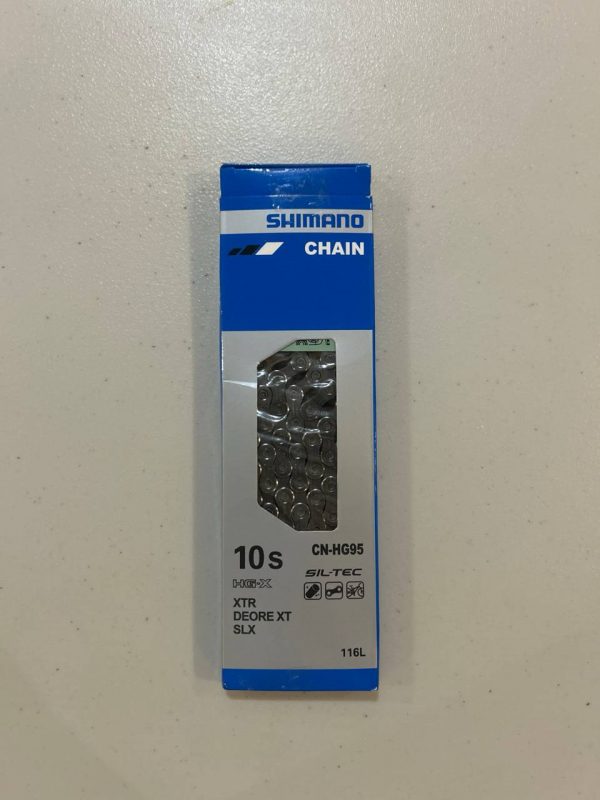 SHIMANO
CHAIN
10s
CN-HG95
HG-X
SIL-TEC
XTR
DEORE XT
SLX
116L